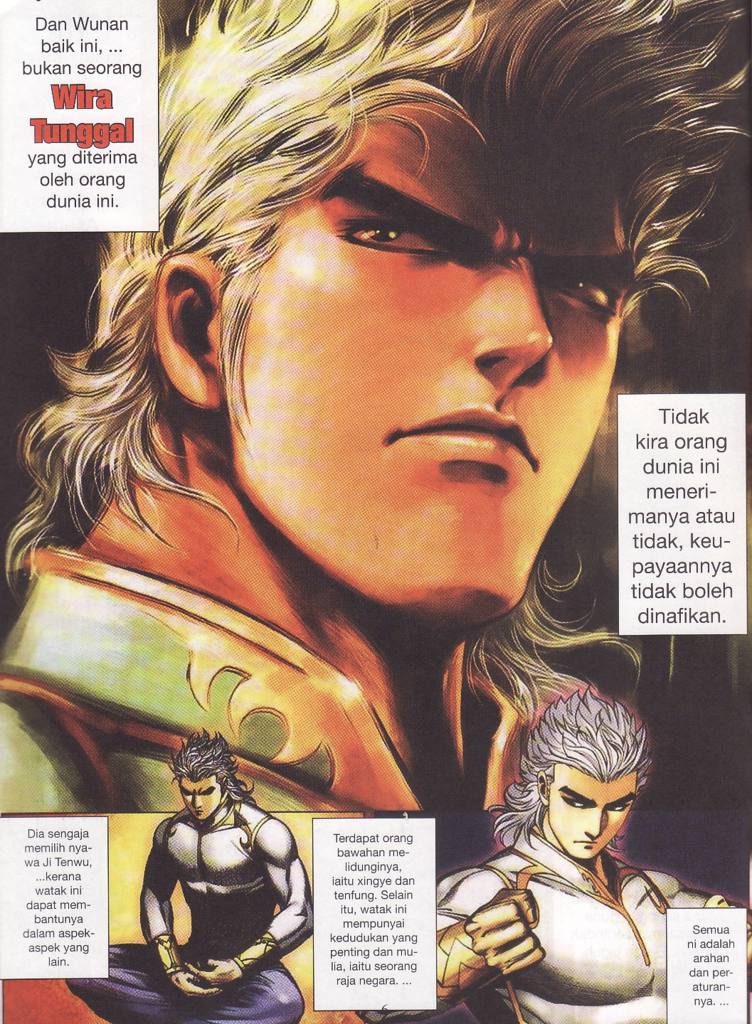 Dan Wunan
baik ini, ...
bukan seorang
Wira
Tunggal
yang diterima
oleh orang
dunia ini.
Tidak
kira orang
dunia ini
meneri-
manya atau
tidak, keu-
payaannya
tidak boleh
dinafikan.
Dia sengaja
memilih nya-
wa Ji Tenwu,
...kerana
watak ini
dapat mem-
bantunya
dalam aspek-
aspek yang
lain.
Terdapat orang
bawahan me-
lidunginya,
iaitu xingye dan
tenfung. Selain
itu, watak ini
mempunyai
kedudukan yang
penting dan mu-
lia, iaitu seorang
raja negara. ...
Semua
ni adalah
arahan
dan per-
aturan-
nya. ...
6